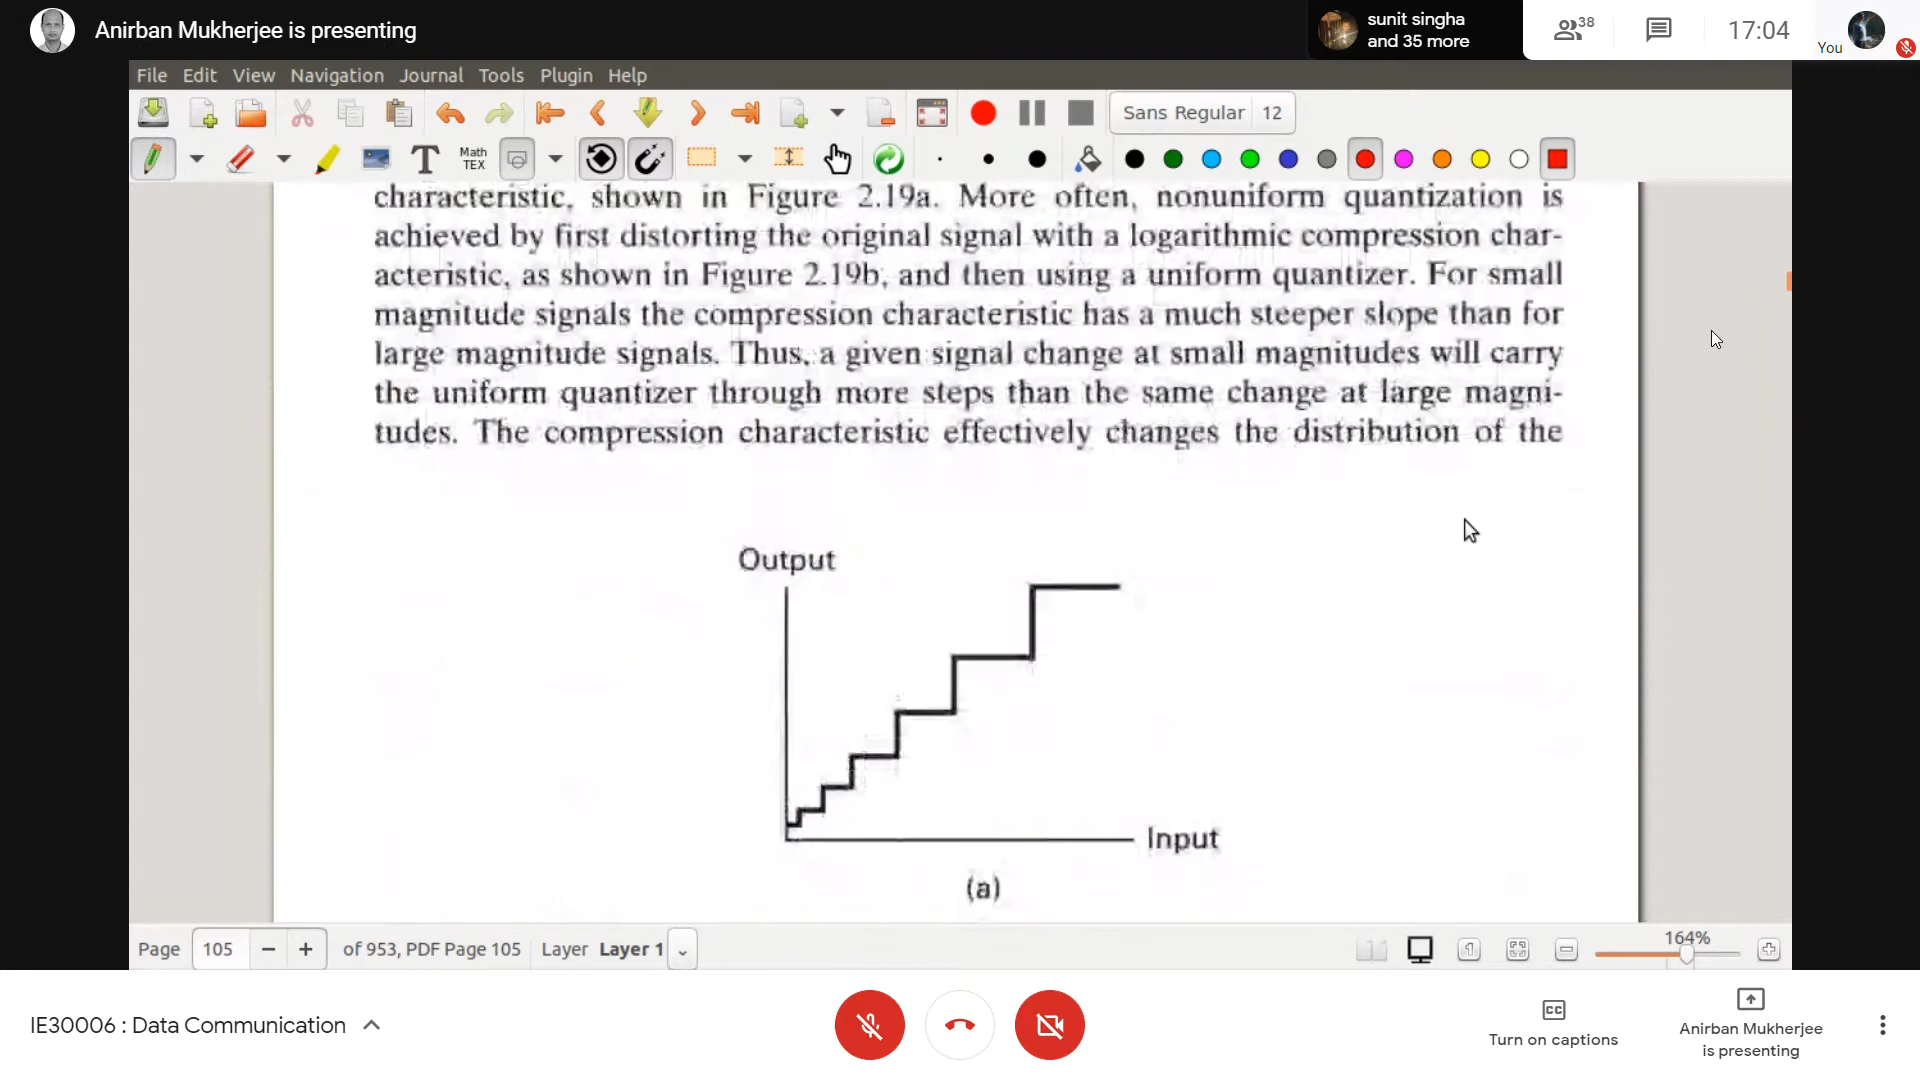 Anirban Mukherjee is presenting
sunit singha
and 35 more
38
17:04
You
File Edit View Navigation Journal Tools Plugin Help
Sans Regular 12
T
Math
TEX
characteristic, shown in Figure 2.19a. More often, nonuniform quantization is
achieved by first distorting the original signal with a logarithmic compression char-
acteristic, as shown in Figure 2.19b, and then using a uniform quantizer. For small
magnitude signals the compression characteristic has a much steeper slope than for
large magnitude signals. Thus, a given signal change at small magnitudes will carry
the uniform quantizer through more steps than the same change at large magni-
tudes. The compression characteristic effectively changes the distribution of the
Output
Input
(a)
Page 105 − + of 953, PDF Page 105 Layer Layer 1
1
164%
IE30006 : Data Communication
CC
Turn on captions
Anirban Mukherjee
is presenting